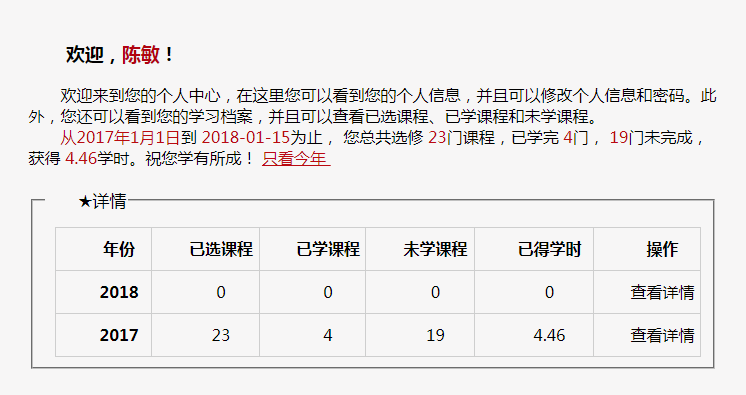 欢迎，陈敏！
欢迎来到您的个人中心，在这里您可以看到您的个人信息，并且可以修改个人信息和密码。此
外，您还可以看到您的学习档案，并且可以查看已选课程、已学课程和未学课程。
从2017年1月1日到 2018-01-15为止， 您总共选修 23门课程，已学完 4门， 19门未完成，
获得 4.46学时。祝您学有所成！ 只看今年
★详情
年份 已选课程 已学课程 未学课程 已得学时 操作
2018 0 0 0 0 查看详情
2017 23 4 19 4.46 查看详情